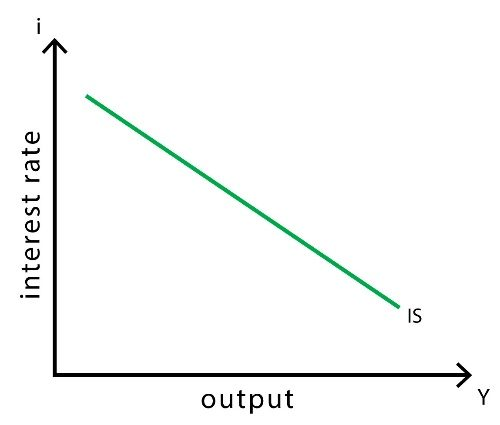 i
interest rate
IS
output
Y